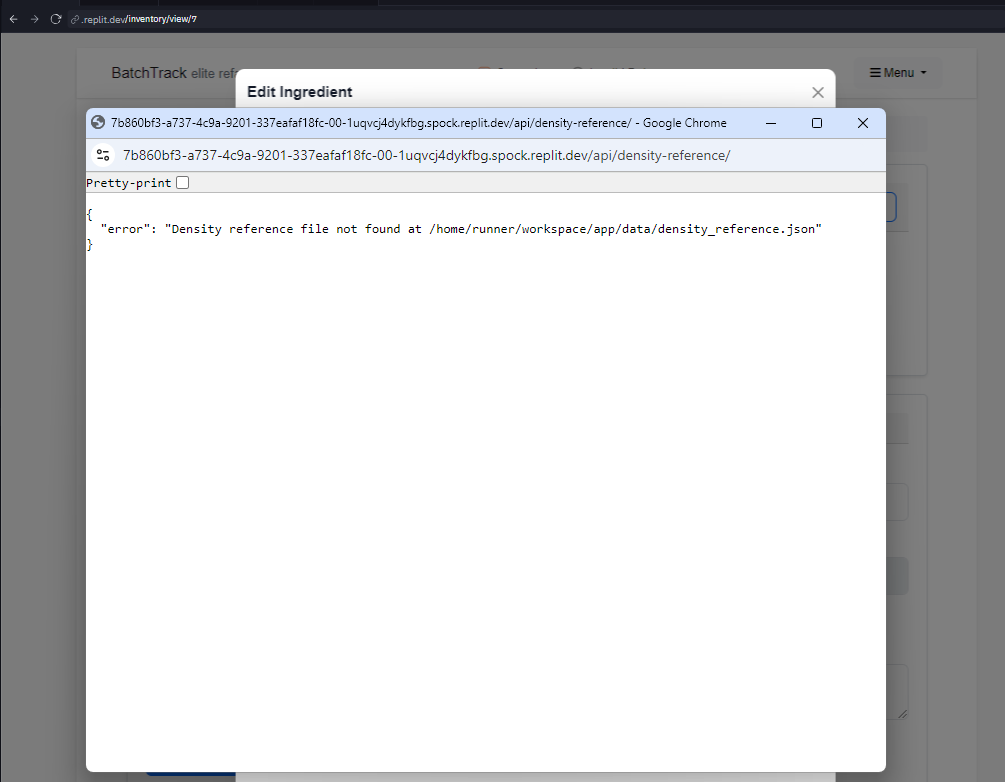 .replit.dev/inventory/view/7
BatchTrack elite
Menu
Edit Ingredient
7b860bf3-a737-4c9a-9201-337eafaf18fc-00-1uqvcj4dykfbg.spock.replit.dev/api/density-reference/ - Google Chrome
7b860bf3-a737-4c9a-9201-337eafaf18fc-00-1uqvcj4dykfbg.spock.replit.dev/api/density-reference/
Pretty-print
{
"error": "Density reference file not found at /home/runner/workspace/app/data/density_reference.json"
}